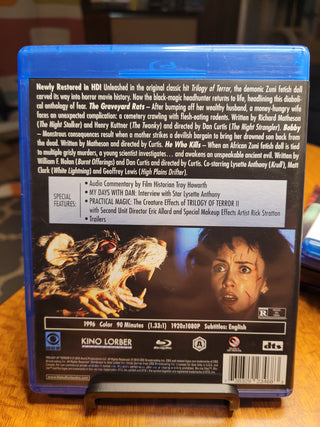 Newly Restored in HD! Unleashed in the original classic hit Trilogy of Terror, the demonic Zuni fetish doll
carved its way into horror movie history. Now the black-magic headhunter returns to life, headlining this diaboli-
cal anthology of fear. The Graveyard Rats – After bumping off her wealthy husband, a money-hungry wife
faces an unexpected complication: a cemetery crawling with flesh-eating rodents. Written by Richard Matheson
(The Night Stalker) and Henry Kuttner (The Twonky) and directed by Dan Curtis (The Night Strangler). Bobby –
Monstrous consequences result when a mother strikes a devilish bargain to bring her drowned son back from
the dead. Written by Matheson and directed by Curtis. He Who Kills – When an African Zuni fetish doll is tied
to multiple grisly murders, a young scientist investigates . . . and awakens an unspeakable ancient evil. Written by
William F. Nolan (Burnt Offerings) and Dan Curtis and directed by Curtis. Co-starring Lysette Anthony (Krull), Matt
Clark (White Lightning) and Geoffrey Lewis (High Plains Drifter).
SPECIAL
FEATURES:
• Audio Commentary by Film Historian Troy Howarth
• MY DAYS WITH DAN: Interview with Star Lysette Anthony
• PRACTICAL MAGIC: The Creature Effects of TRILOGY OF TERROR II
with Second Unit Director Eric Allard and Special Makeup Effects Artist Rick Stratton
• Trailers
R
1996 Color 90 Minutes (1.33:1) 1920x1080P Subtitles: English
KINO LORBER
A
dts